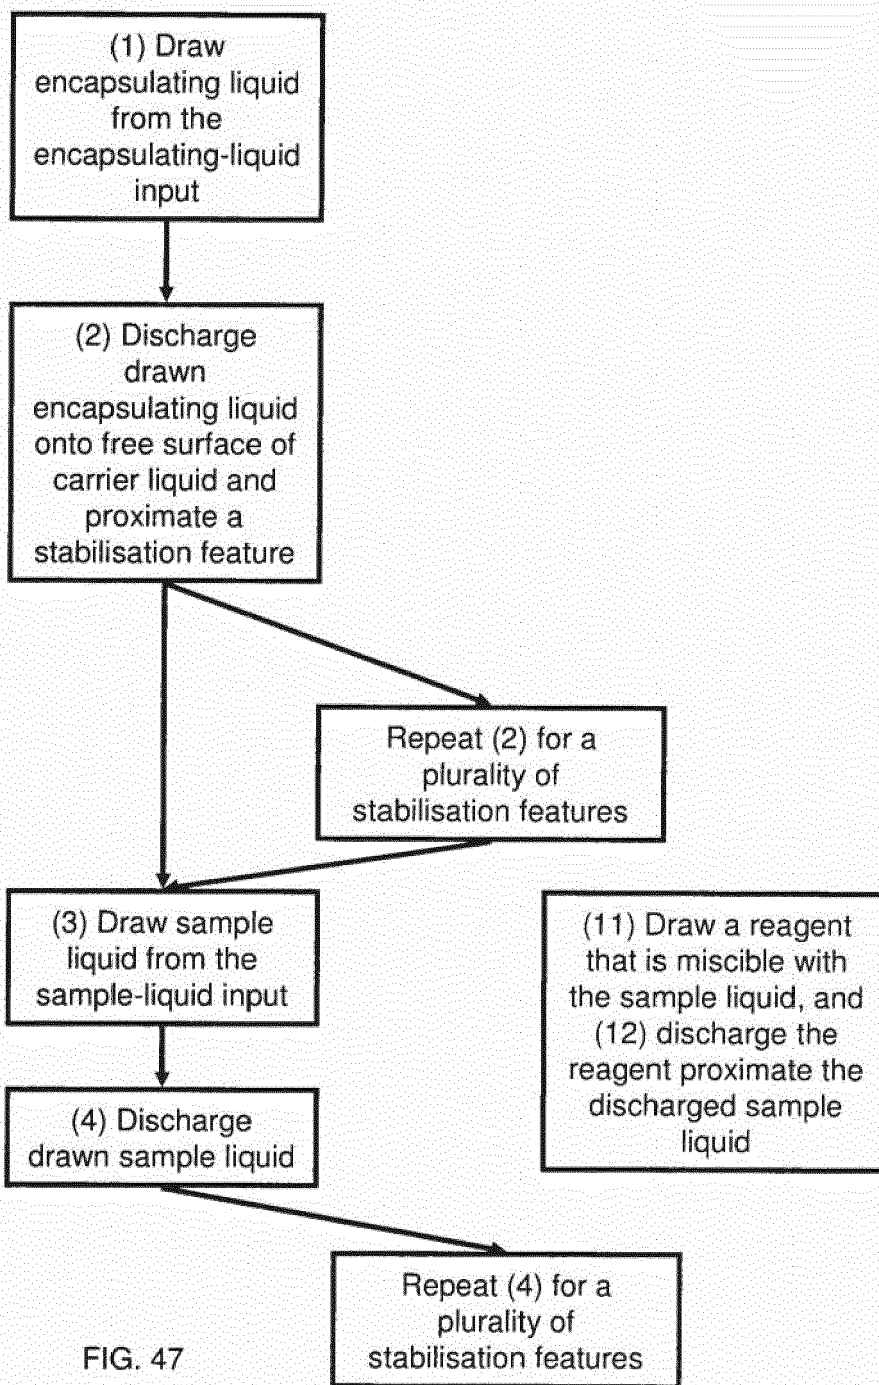 (1) Draw
encapsulating liquid
from the
encapsulating-liquid
input
(2) Discharge
drawn
encapsulating liquid
onto free surface of
carrier liquid and
proximate a
stabilisation feature
Repeat (2) for a
plurality of
stabilisation features
(3) Draw sample
liquid from the
sample-liquid input
(11) Draw a reagent
that is miscible with
the sample liquid, and
(12) discharge the
reagent proximate the
discharged sample
liquid
(4) Discharge
drawn sample liquid
Repeat (4) for a
plurality of
stabilisation features
FIG. 47